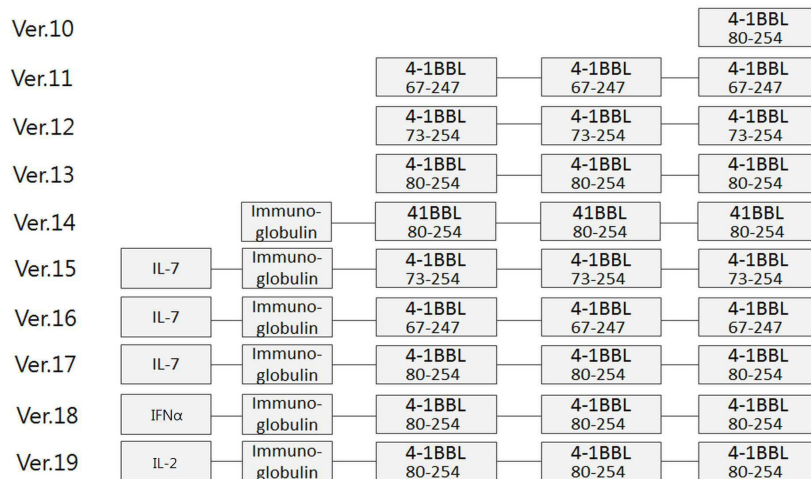 Ver.10 4-1BBL
80-254
Ver.11 4-1BBL 4-1BBL 4-1BBL
67-247 67-247 67-247
Ver.12 4-1BBL 4-1BBL 4-1BBL
73-254 73-254 73-254
Ver.13 4-1BBL 4-1BBL 4-1BBL
80-254 80-254 80-254
Ver.14 Immuno- 41BBL 41BBL 41BBL
globulin 80-254 80-254 80-254
Ver.15 IL-7 Immuno- 4-1BBL 4-1BBL 4-1BBL
globulin 73-254 73-254 73-254
Ver.16 IL-7 Immuno- 4-1BBL 4-1BBL 4-1BBL
globulin 67-247 67-247 67-247
Ver.17 IL-7 Immuno- 4-1BBL 4-1BBL 4-1BBL
globulin 80-254 80-254 80-254
Ver.18 IFNα Immuno- 4-1BBL 4-1BBL 4-1BBL
globulin 80-254 80-254 80-254
Ver.19 IL-2 Immuno- 4-1BBL 4-1BBL 4-1BBL
globulin 80-254 80-254 80-254